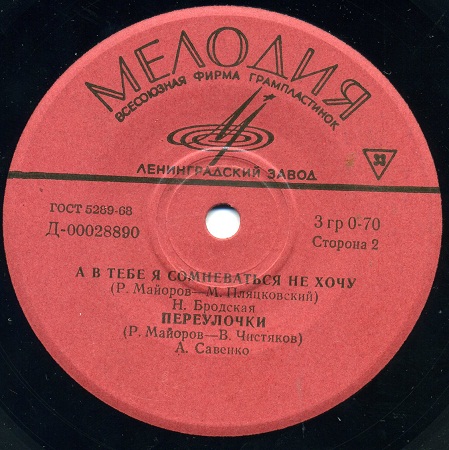 МЕЛОДИЯ
ВСЕСОЮЗНАЯ ФИРМА ГРАМПЛАСТИНОК
ЛЕНИНГРАДСКИЙ ЗАВОД
33
ГОСТ 5289-68
Д-00028890
3 гр 0-70
Сторона 2
А В ТЕБЕ Я СОМНЕВАТЬСЯ НЕ ХОЧУ
(Р. Майоров—М. Пляцковский)
Н. Бродская
ПЕРЕУЛОЧКИ
(Р. Майоров—В. Чистяков)
А. Савенко